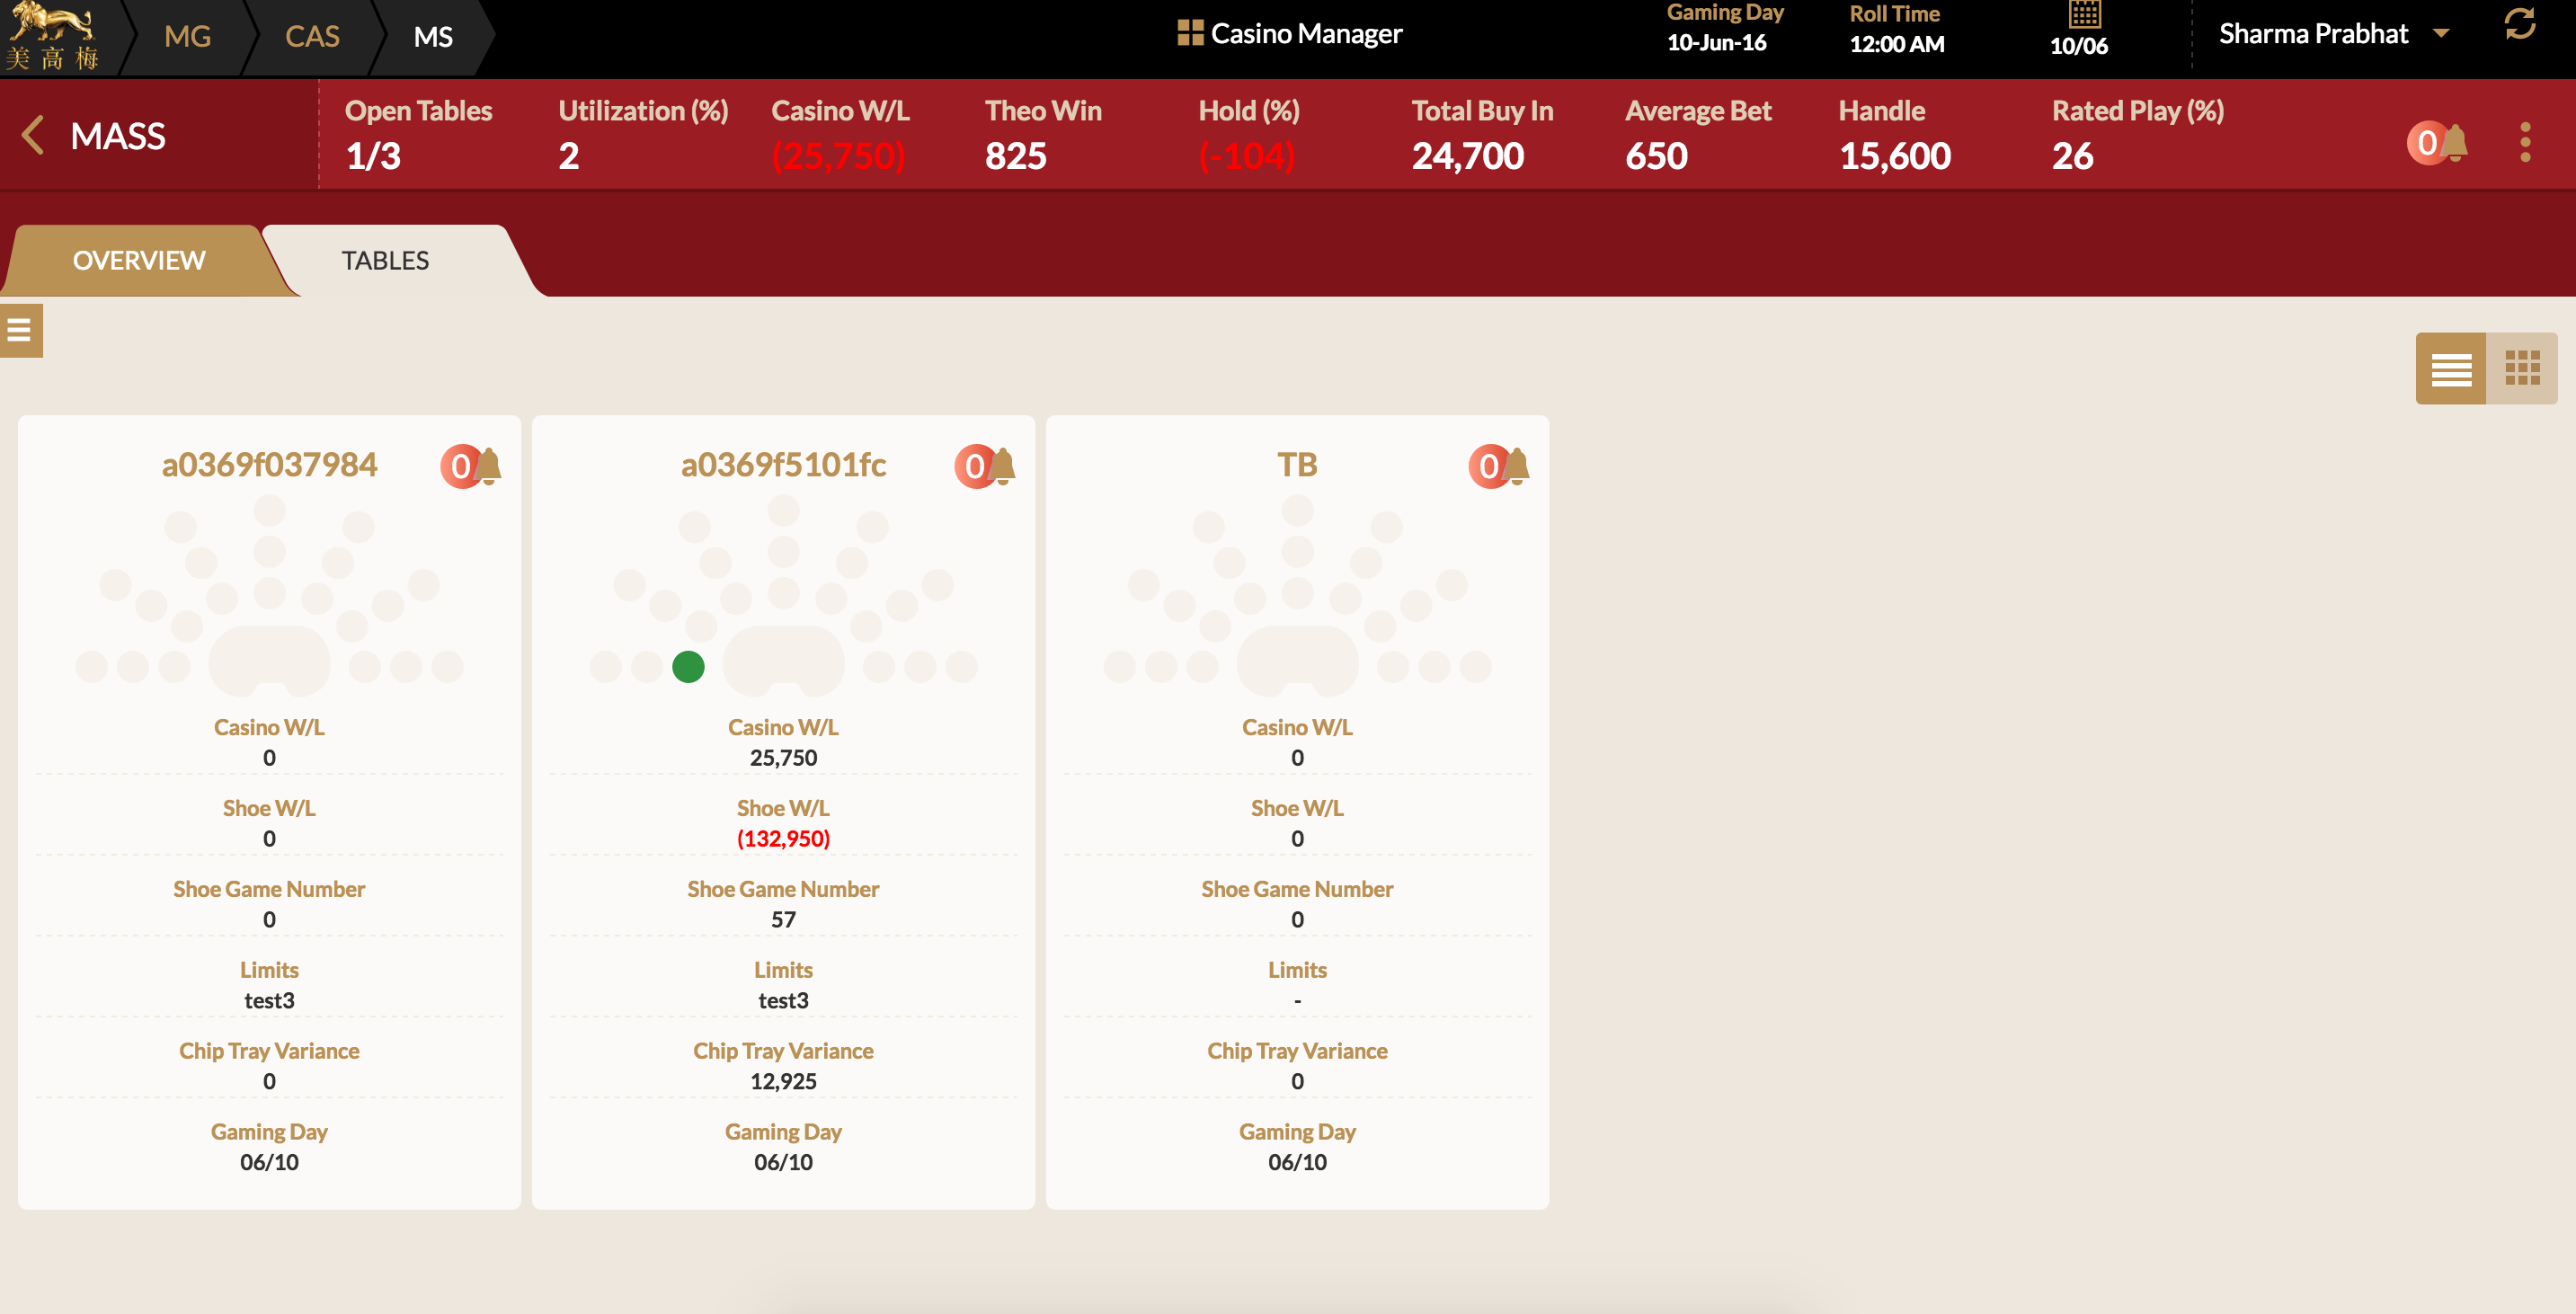 美高梅
MG
CAS
MS
Casino Manager
Gaming Day
10-Jun-16
Roll Time
12:00 AM
10/06
Sharma Prabhat
MASS
Open Tables
1/3
Utilization (%)
2
Casino W/L
(25,750)
Theo Win
825
Hold (%)
(-104)
Total Buy In
24,700
Average Bet
650
Handle
15,600
Rated Play (%)
26
0
OVERVIEW
TABLES
a0369f037984
0
Casino W/L
0
Shoe W/L
0
Shoe Game Number
0
Limits
test3
Chip Tray Variance
0
Gaming Day
06/10
a0369f5101fc
0
Casino W/L
25,750
Shoe W/L
(132,950)
Shoe Game Number
57
Limits
test3
Chip Tray Variance
12,925
Gaming Day
06/10
TB
0
Casino W/L
0
Shoe W/L
0
Shoe Game Number
0
Limits
-
Chip Tray Variance
0
Gaming Day
06/10